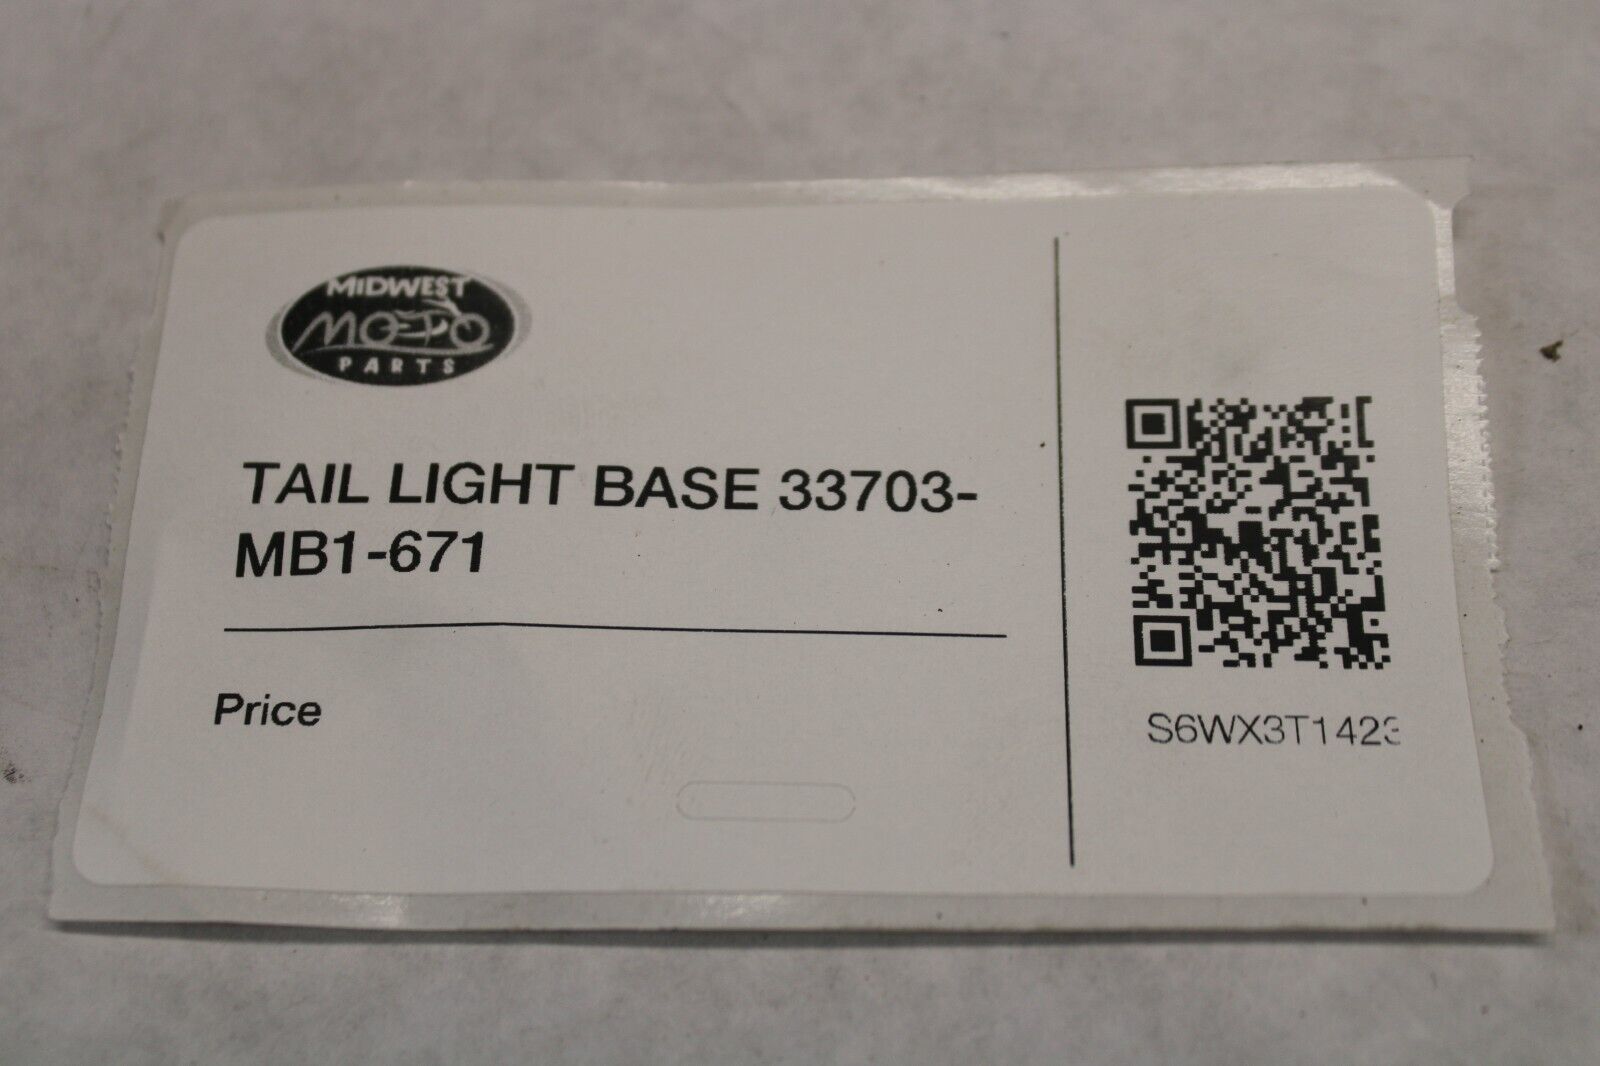 MiDWEST
MOTO
PARTS
TAIL LIGHT BASE 33703-
MB1-671
Price
S6WX3T1423